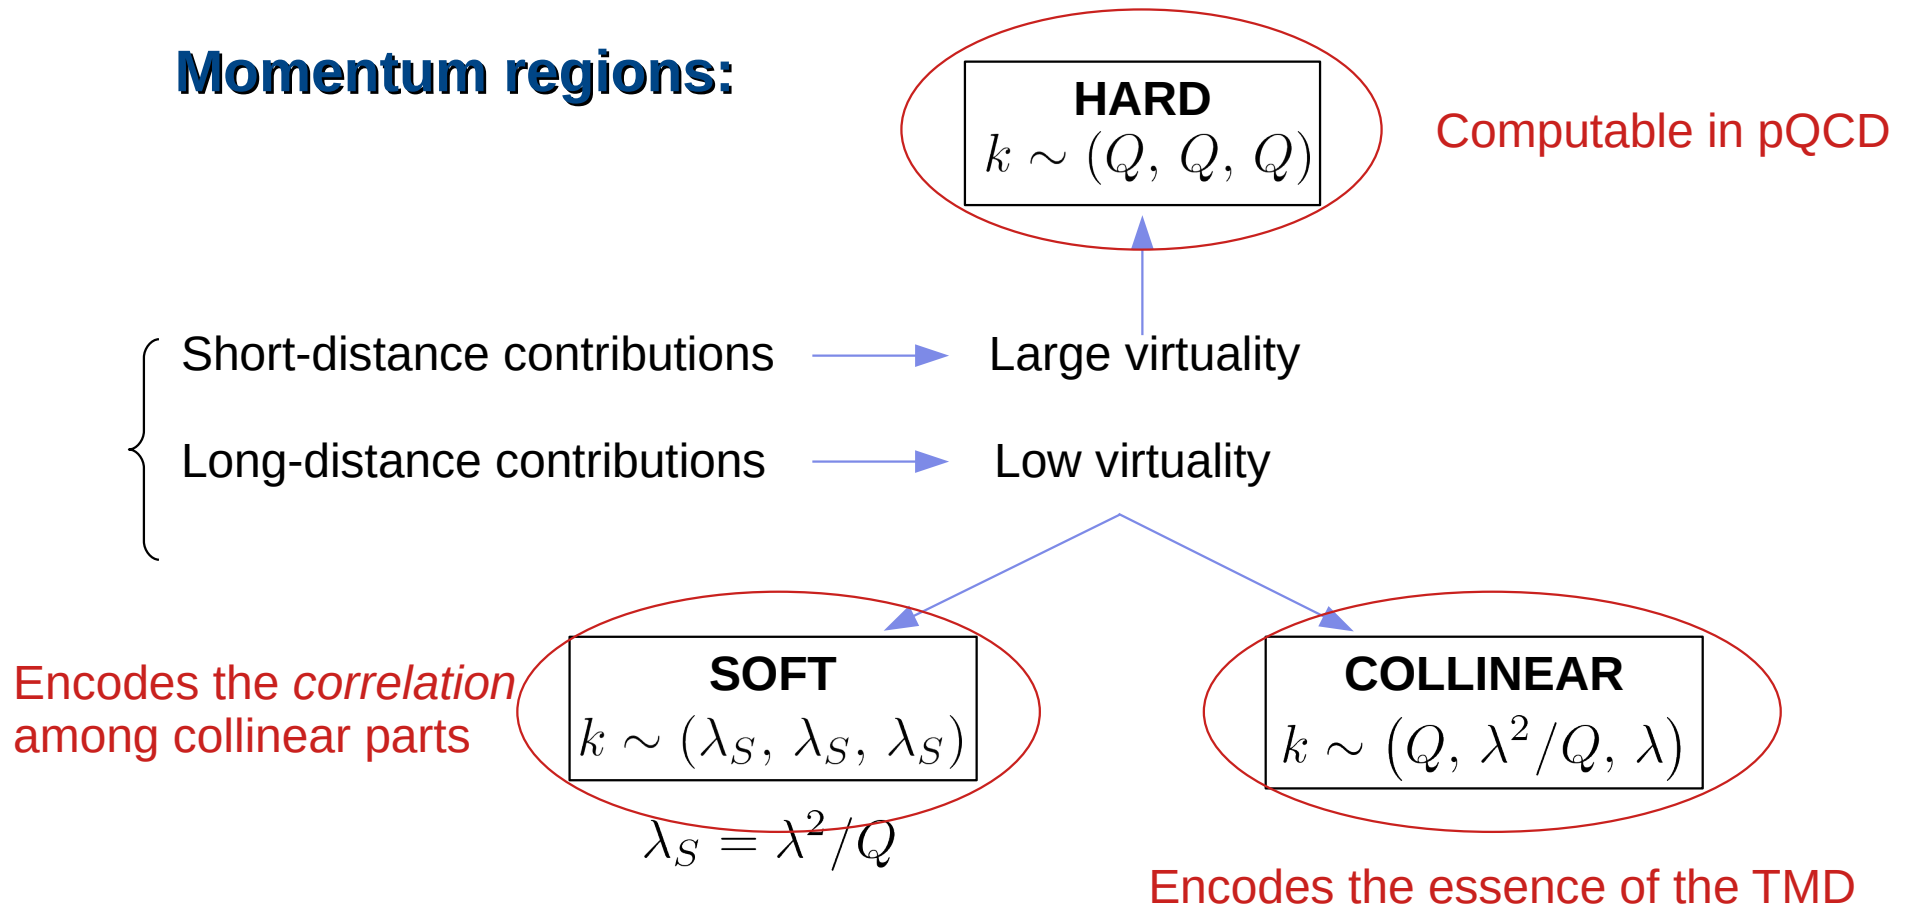 Momentum regions:
HARD
k ∼ (Q, Q, Q)
Computable in pQCD
Short-distance contributions
Large virtuality
Long-distance contributions
Low virtuality
Encodes the correlation
among collinear parts
SOFT
k ∼ (λ_S, λ_S, λ_S)
λ_S = λ²/Q
COLLINEAR
k ∼ (Q, λ²/Q, λ)
Encodes the essence of the TMD